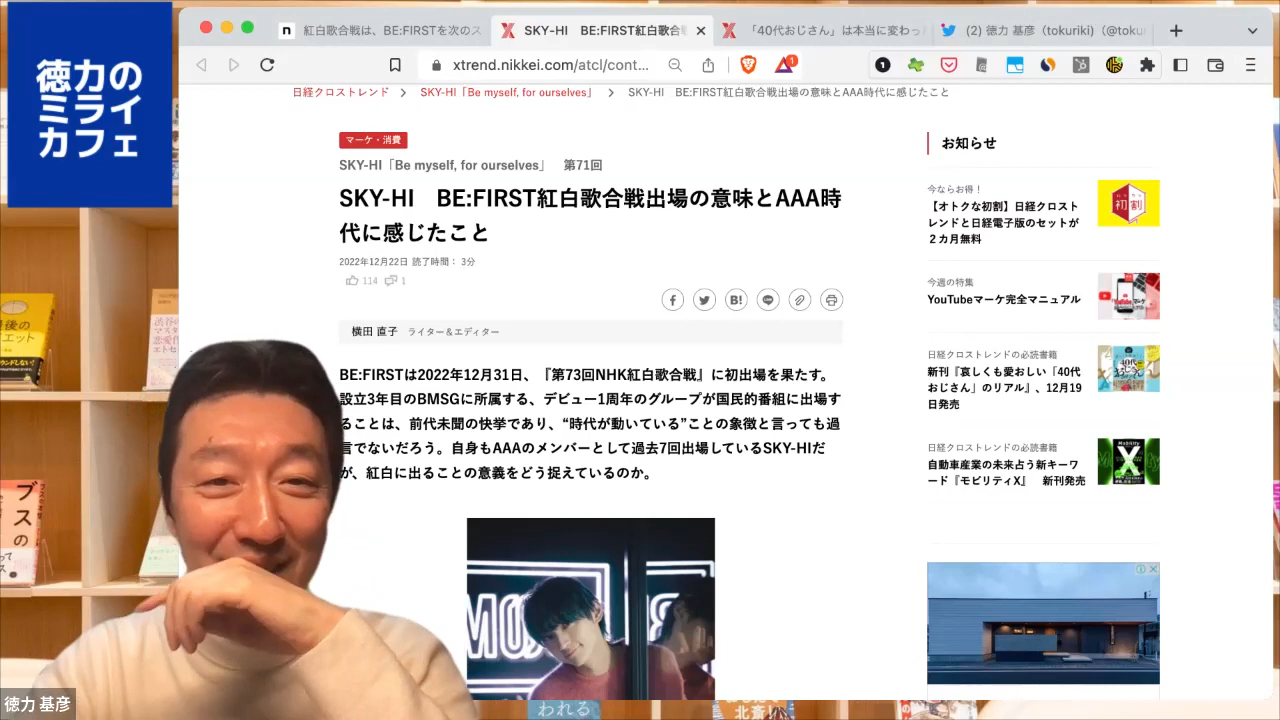 徳力の
ミライ
カフェ
紅白歌合戦は、BE:FIRSTを次のス
SKY-HI BE:FIRST紅白歌合
「40代おじさん」は本当に変わっ
(2) 徳力 基彦（tokuriki）(@toku
xtrend.nikkei.com/atcl/cont...
日経クロストレンド > SKY-HI「Be myself, for ourselves」 > SKY-HI BE:FIRST紅白歌合戦出場の意味とAAA時代に感じたこと
マーケ・消費
SKY-HI「Be myself, for ourselves」 第71回
SKY-HI BE:FIRST紅白歌合戦出場の意味とAAA時
代に感じたこと
2022年12月22日 読了時間： 3分
114 1
横田 直子 ライター＆エディター
BE:FIRSTは2022年12月31日、『第73回NHK紅白歌合戦』に初出場を果たす。
設立3年目のBMSGに所属する、デビュー1周年のグループが国民的番組に出場す
ることは、前代未聞の快挙であり、“時代が動いている”ことの象徴と言っても過
言でないだろう。自身もAAAのメンバーとして過去7回出場しているSKY-HIだ
が、紅白に出ることの意義をどう捉えているのか。
お知らせ
今ならお得！
【オトクな初割】日経クロスト
レンドと日経電子版のセットが
２カ月無料
初割
今週の特集
YouTubeマーケ完全マニュアル
日経クロストレンドの必読書籍
新刊『哀しくも愛おしい「40代
おじさん」のリアル』、12月19
日発売
日経クロストレンドの必読書籍
自動車産業の未来占う新キーワ
ード『モビリティX』 新刊発売
Mobility
X
最後の
ブスの
徳力 基彦
われる
北斎!